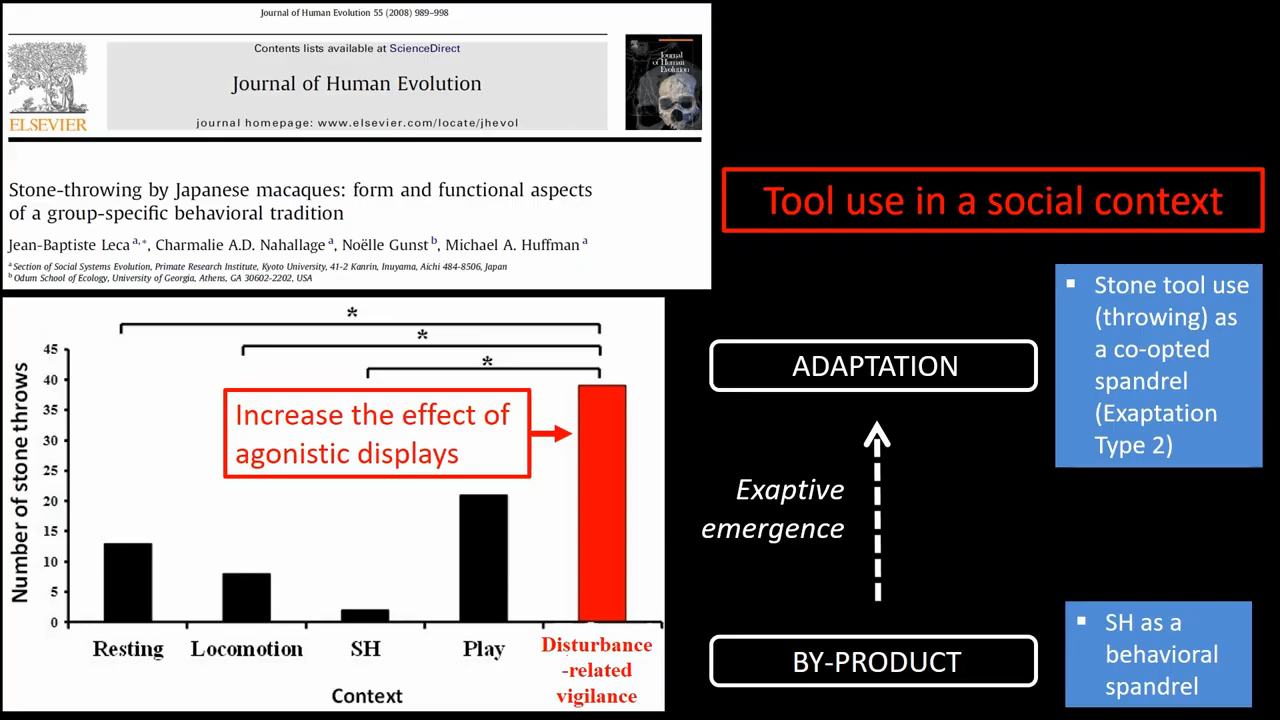 Journal of Human Evolution 55 (2008) 989–998
Contents lists available at ScienceDirect
Journal of Human Evolution
journal homepage: www.elsevier.com/locate/jhevol
ELSEVIER
Journal of
Human
Evolution
Stone-throwing by Japanese macaques: form and functional aspects
of a group-specific behavioral tradition
Jean-Baptiste Leca a,*, Charmalie A.D. Nahallage a, Noëlle Gunst b, Michael A. Huffman a
a Section of Social Systems Evolution, Primate Research Institute, Kyoto University, 41-2 Kanrin, Inuyama, Aichi 484-8506, Japan
b Odum School of Ecology, University of Georgia, Athens, GA 30602-2202, USA
Tool use in a social context
*
*
*
45
40
35
30
25
20
15
10
5
0
Number of stone throws
Increase the effect of
agonistic displays
Resting
Locomotion
SH
Play
Disturbance
-related
vigilance
Context
ADAPTATION
Exaptive
emergence
BY-PRODUCT
▪ Stone tool use
(throwing) as
a co-opted
spandrel
(Exaptation
Type 2)
▪ SH as a
behavioral
spandrel